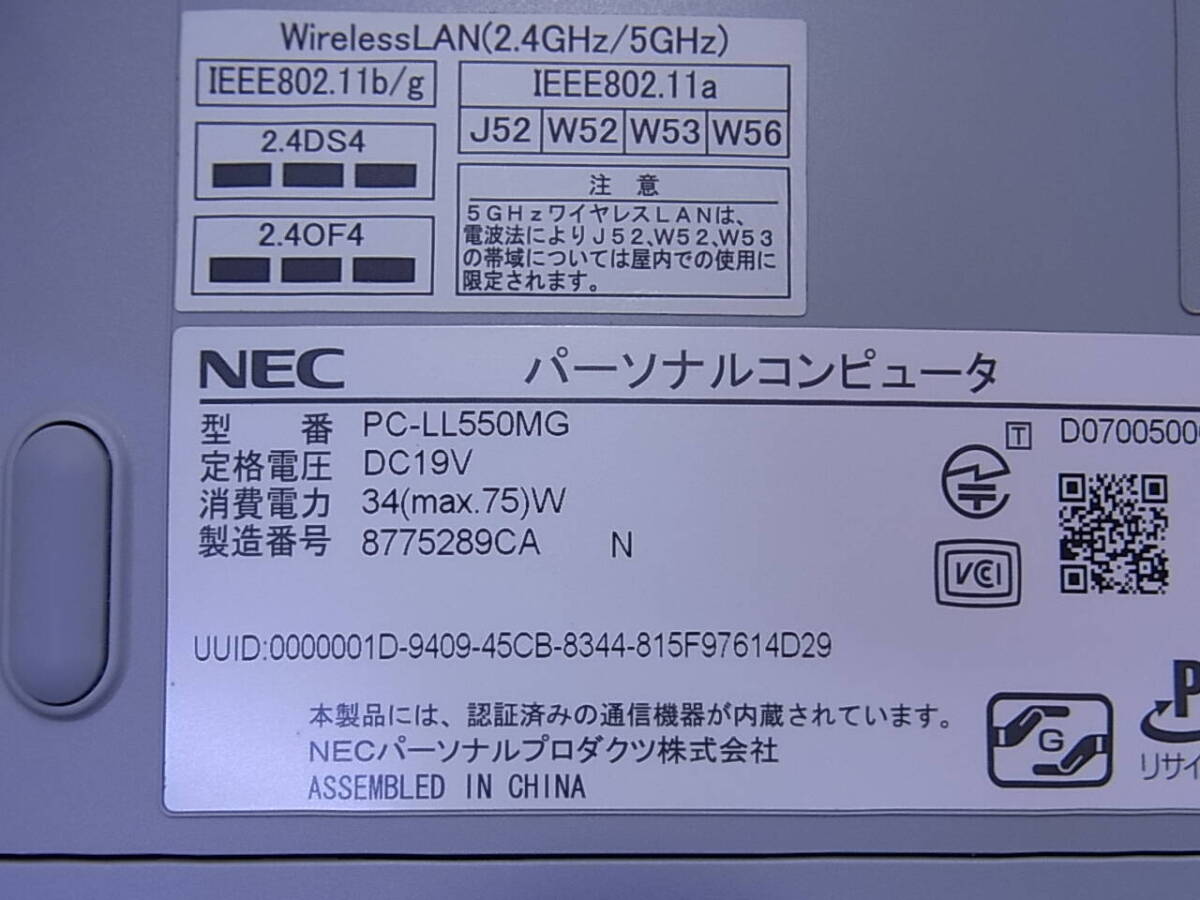 WirelessLAN(2.4GHz/5GHz)
IEEE802.11b/g
IEEE802.11a
J52 W52 W53 W56
2.4DS4
2.4OF4
注 意
5GHzワイヤレスLANは、
電波法によりJ52、W52、W53
の帯域については屋内での使用に
限定されます。
NEC パーソナルコンピュータ
型 番 PC-LL550MG
定格電圧 DC19V
消費電力 34(max.75)W
製造番号 8775289CA N
T D0700500
VCCI
UUID:0000001D-9409-45CB-8344-815F97614D29
本製品には、認証済みの通信機器が内蔵されています。
NECパーソナルプロダクツ株式会社
ASSEMBLED IN CHINA
G
P
リサイ